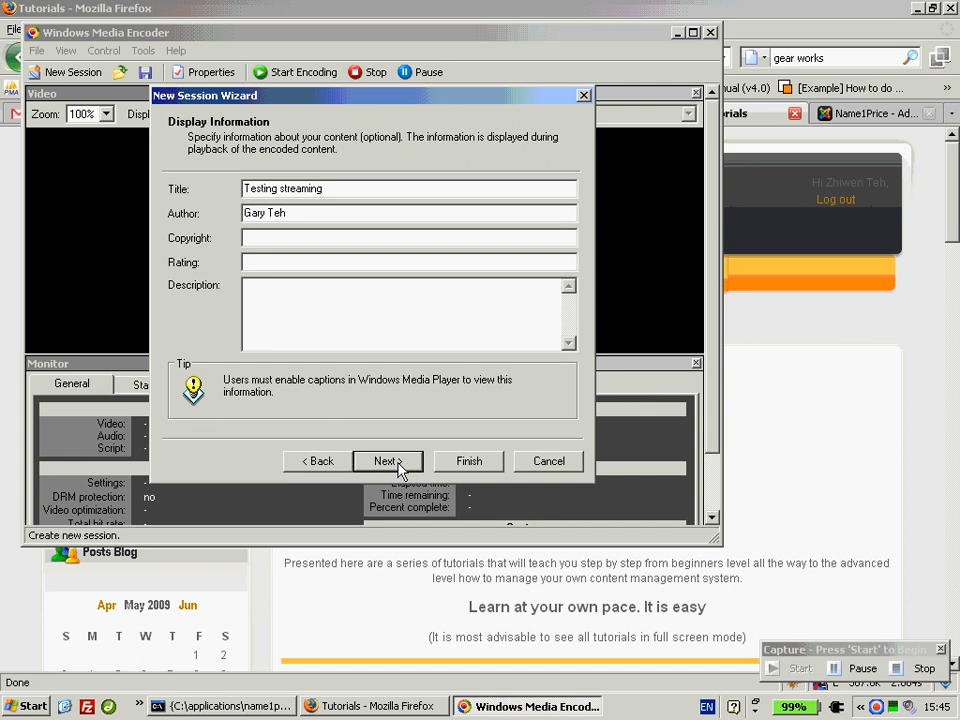 Tutorials - Mozilla Firefox
Windows Media Encoder
File View Control Tools Help
gear works
New Session Properties Start Encoding Stop Pause
ual (v4.0) [Example] How to do ...
Video
New Session Wizard
Zoom: 100%
rials Name1Price - Ad...
Display Information
Specify information about your content (optional). The information is displayed during
playback of the encoded content.
Hi Zhiwen Teh,
Log out
Title: Testing streaming
Author: Gary Teh
Copyright:
Rating:
Description:
Tip
Users must enable captions in Windows Media Player to view this
information.
Monitor
General
Video: -
Audio: -
Script: -
< Back Next > Finish Cancel
Settings: -
DRM protection: no
Video optimization: -
Time remaining: -
Percent complete: -
Create new session.
Posts Blog
Presented here are a series of tutorials that will teach you step by step from beginners level all the way to the advanced
level how to manage your own content management system.
Apr May 2009 Jun
Learn at your own pace. It is easy
S M T W T F S
(It is most advisable to see all tutorials in full screen mode)
1 2
Capture - Press 'Start' to Begin
Start Pause Stop
Done
Start {C:\applications\name1p... Tutorials - Mozilla Firefox Windows Media Encod... EN 99% 15:45